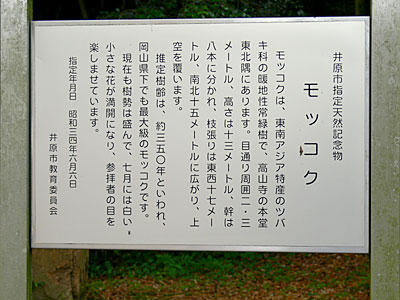 井原市指定天然記念物
モッコク
モッコクは、東南アジア特産のツバ
キ科の暖地性常緑樹で、高山寺の本堂
東北隅にあります。目通り周囲二・三
メートル、高さは十三メートル、幹は
八本に分かれ、枝張りは東西十七メー
トル、南北十五メートルに広がり、上
空を覆います。
推定樹齢は、約三五〇年といわれ、
岡山県下でも最大級のモッコクです。
現在も樹勢は盛んで、七月には白い
小さな花が満開になり、参拝者の目を
楽しませています。
指定年月日 昭和三四年六月六日
井原市教育委員会